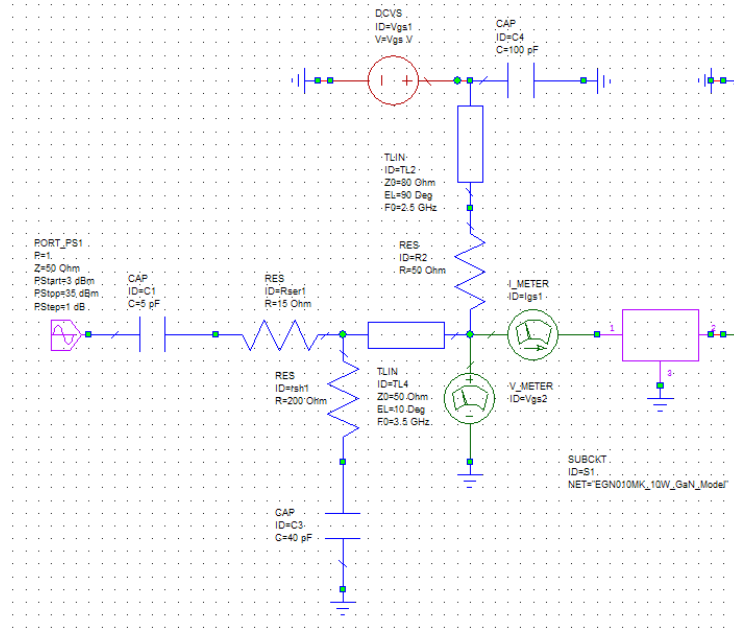 DCVS
ID=Vgs1
V=Vgs V
CAP
ID=C4
C=100 pF
TLIN
ID=TL2
Z0=80 Ohm
EL=90 Deg
F0=2.5 GHz
RES
ID=R2
R=50 Ohm
PORT_PS1
P=1
Z=50 Ohm
PStart=3 dBm
PStop=35 dBm
PStep=1 dB
CAP
ID=C1
C=5 pF
RES
ID=Rser1
R=15 Ohm
I_METER
ID=Igs1
1
2
3
RES
ID=rsh1
R=200 Ohm
TLIN
ID=TL4
Z0=50 Ohm
EL=10 Deg
F0=3.5 GHz
V_METER
ID=Vgs2
SUBCKT
ID=S1
NET="EGN010MK_10W_GaN_Model"
CAP
ID=C3
C=40 pF